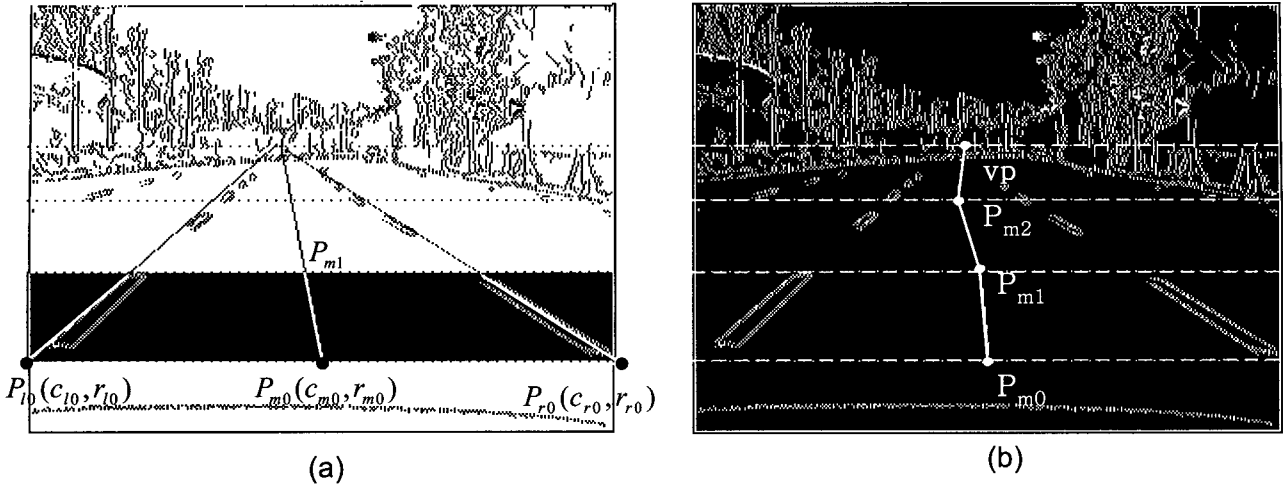 P_{m1}
P_{l0}(c_{l0}, r_{l0})
P_{m0}(c_{m0}, r_{m0})
P_{r0}(c_{r0}, r_{r0})
(a)
vp
P_{m2}
P_{m1}
P_{m0}
(b)